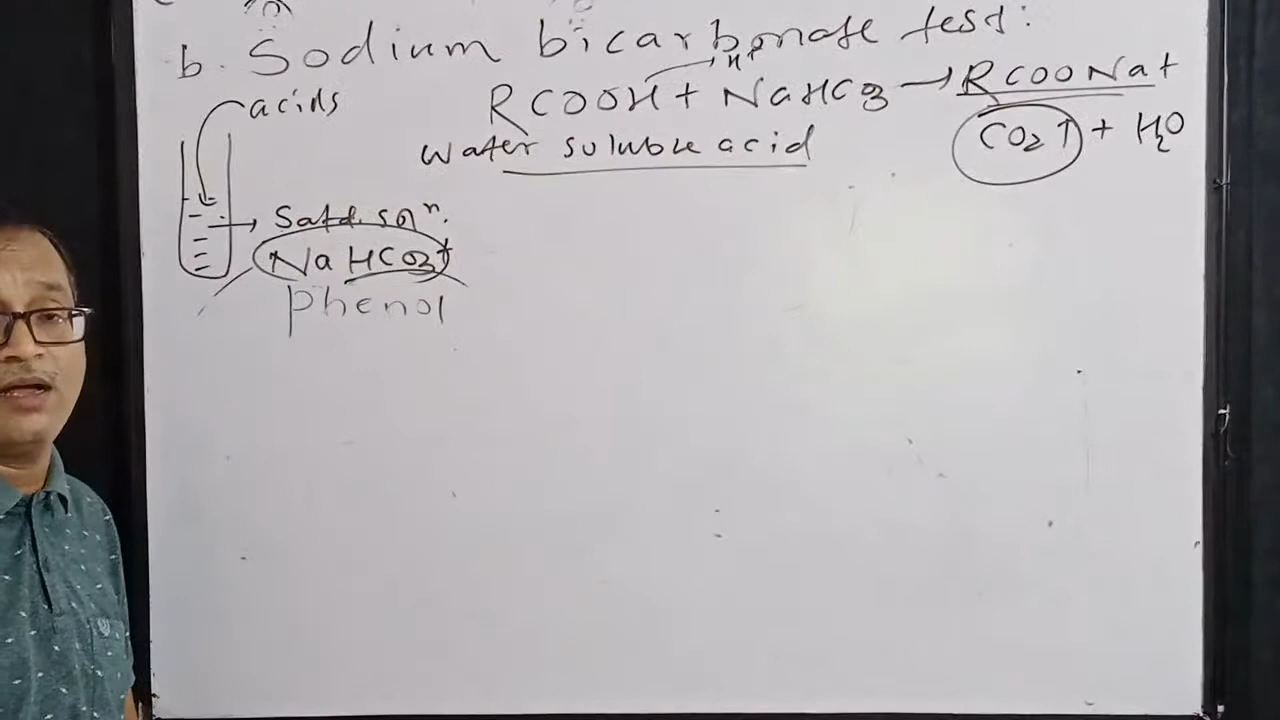 b. Sodium bicarbonate test:
acids
RCOOH + NaHCO3 → RCOONa +
H+
CO2↑ + H2O
water soluble acid
Satd. solⁿ.
NaHCO3
phenol